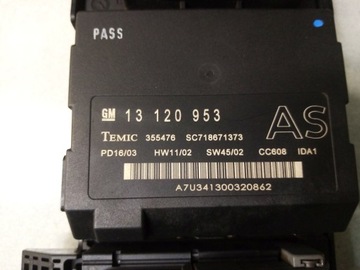 PASS
GM 13 120 953
TEMIC 355476 SC718671373 AS
PD16/03 HW11/02 SW45/02 CC608 IDA1
A7U341300320862